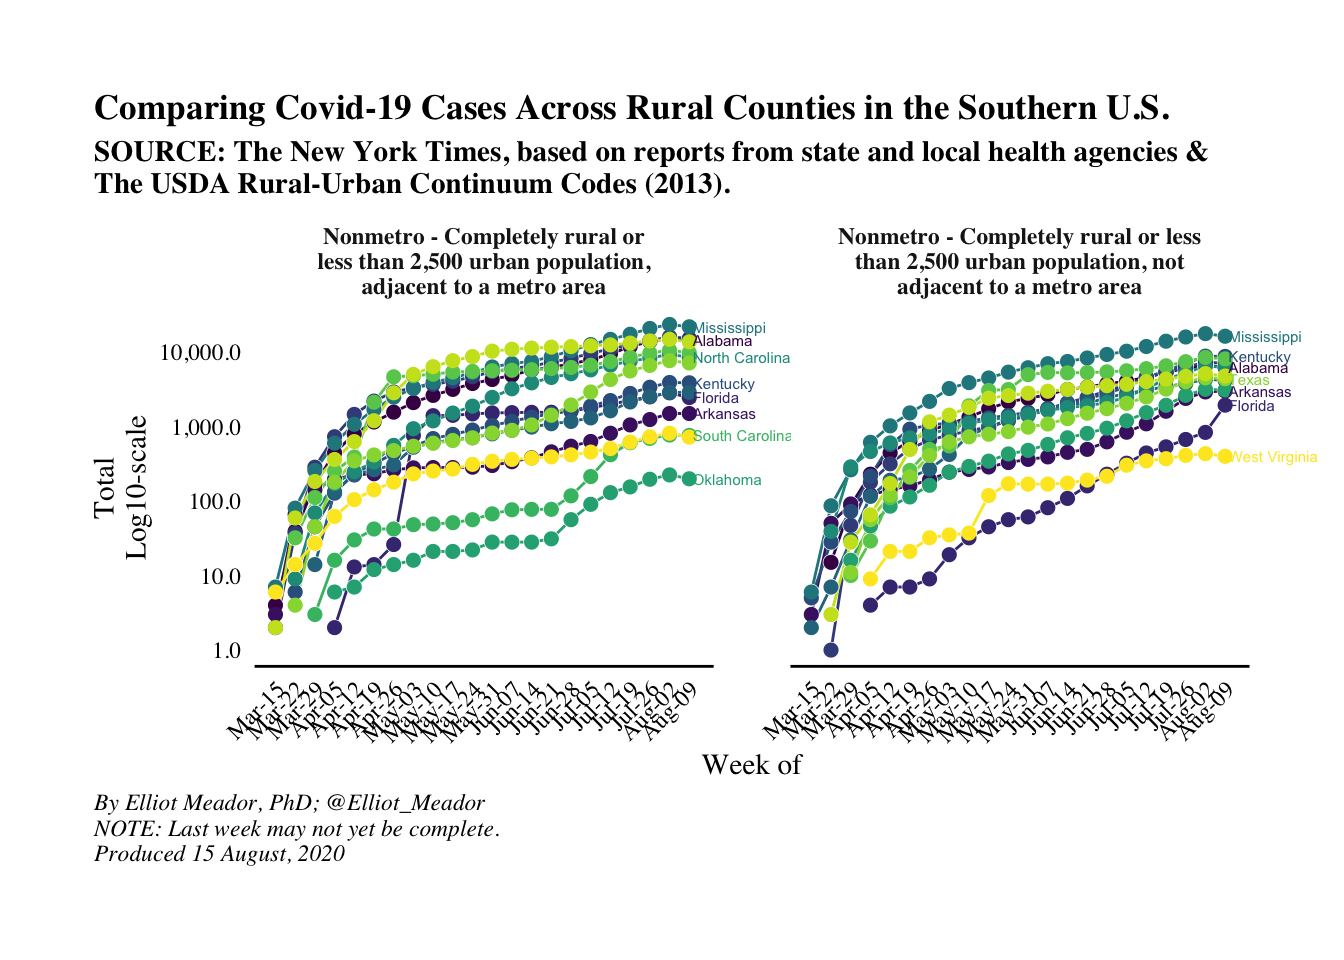 Comparing Covid-19 Cases Across Rural Counties in the Southern U.S.
SOURCE: The New York Times, based on reports from state and local health agencies &
The USDA Rural-Urban Continuum Codes (2013).
Nonmetro - Completely rural or
less than 2,500 urban population,
adjacent to a metro area
Nonmetro - Completely rural or less
than 2,500 urban population, not
adjacent to a metro area
Total
Log10-scale
10,000.0
1,000.0
100.0
10.0
1.0
Mississippi
Alabama
North Carolina
Kentucky
Florida
Arkansas
South Carolina
Oklahoma
Mississippi
Kentucky
Alabama
Texas
Arkansas
Florida
West Virginia
Mar-15
Mar-22
Mar-29
Apr-05
Apr-12
Apr-19
Apr-26
May-03
May-10
May-17
May-24
May-31
Jun-07
Jun-14
Jun-21
Jun-28
Jul-05
Jul-12
Jul-19
Jul-26
Aug-02
Aug-09
Mar-15
Mar-22
Mar-29
Apr-05
Apr-12
Apr-19
Apr-26
May-03
May-10
May-17
May-24
May-31
Jun-07
Jun-14
Jun-21
Jun-28
Jul-05
Jul-12
Jul-19
Jul-26
Aug-02
Aug-09
Week of
By Elliot Meador, PhD; @Elliot_Meador
NOTE: Last week may not yet be complete.
Produced 15 August, 2020